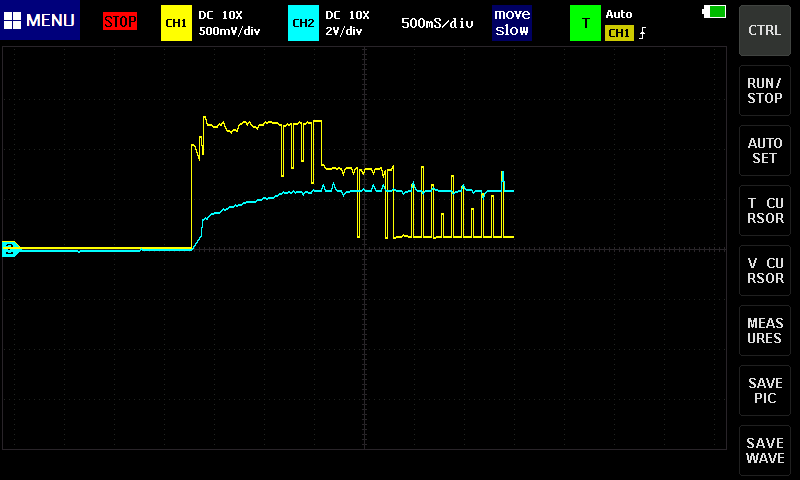 MENU
STOP
CH1
DC 10X
500mV/div
CH2
DC 10X
2V/div
500mS/div
move
slow
T
Auto
CH1
CTRL
RUN/
STOP
AUTO
SET
T CU
RSOR
V CU
RSOR
MEAS
URES
SAVE
PIC
SAVE
WAVE